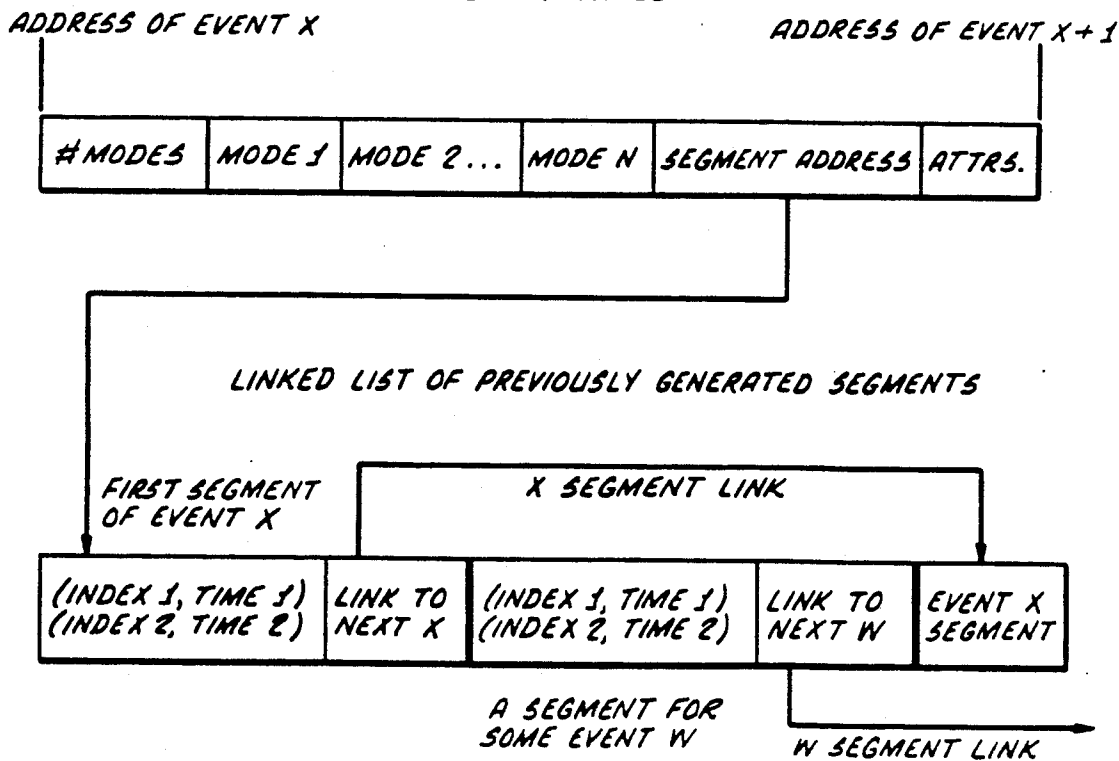 ADDRESS OF EVENT X
ADDRESS OF EVENT X + 1
# MODES
MODE 1
MODE 2 ...
MODE N
SEGMENT ADDRESS
ATTRS.
LINKED LIST OF PREVIOUSLY GENERATED SEGMENTS
FIRST SEGMENT
OF EVENT X
X SEGMENT LINK
(INDEX 1, TIME 1)
(INDEX 2, TIME 2)
LINK TO
NEXT X
(INDEX 1, TIME 1)
(INDEX 2, TIME 2)
LINK TO
NEXT W
EVENT X
SEGMENT
A SEGMENT FOR
SOME EVENT W
W SEGMENT LINK